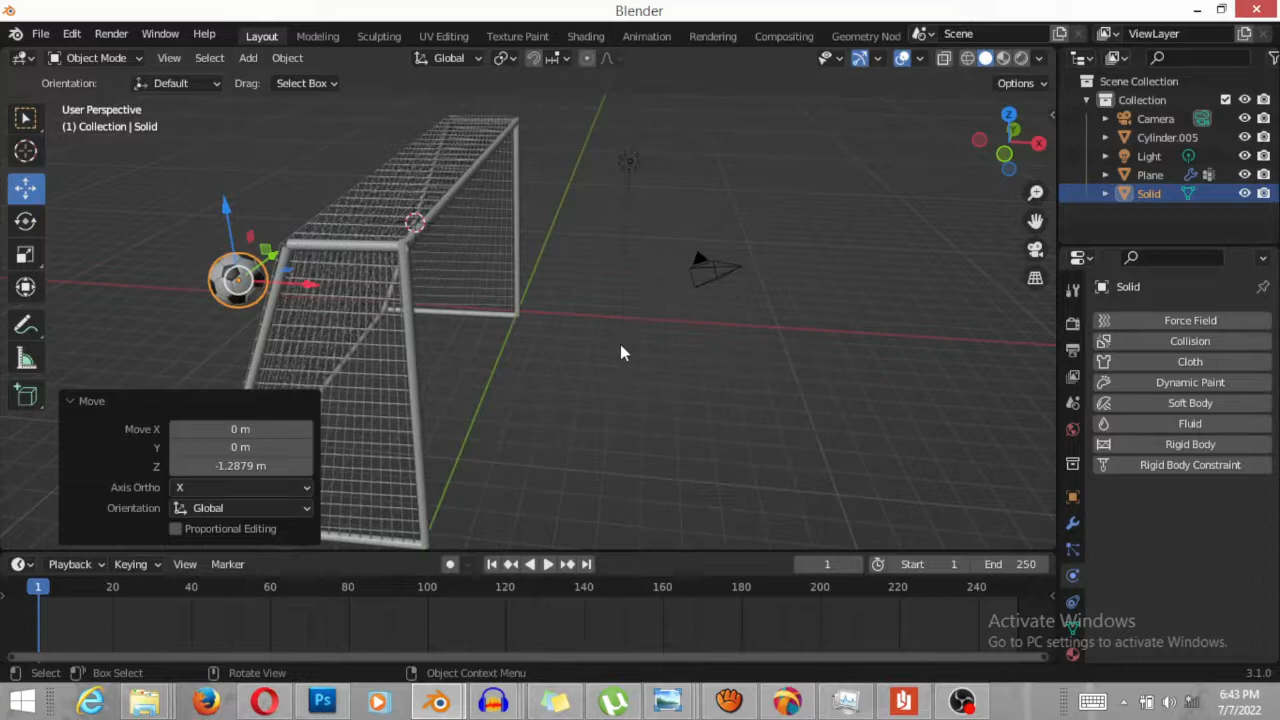 Blender
File Edit Render Window Help
Layout Modeling Sculpting UV Editing Texture Paint Shading Animation Rendering Compositing Geometry Nod
Scene
ViewLayer
Object Mode View Select Add Object
Global
Orientation: Default Drag: Select Box
Options
User Perspective
(1) Collection | Solid
Z
X
Scene Collection
Collection
Camera
Cylinder.005
Light
Plane
Solid
Solid
Force Field
Collision
Cloth
Dynamic Paint
Soft Body
Fluid
Rigid Body
Rigid Body Constraint
Move
Move X 0 m
Y 0 m
Z -1.2879 m
Axis Ortho X
Orientation Global
Proportional Editing
Playback Keying View Marker
1
Start 1
End 250
1 20 40 60 80 100 120 140 160 180 200 220 240
Activate Windows
Go to PC settings to activate Windows.
Select Box Select Rotate View Object Context Menu
3.1.0
Ps
6:43 PM
7/7/2022